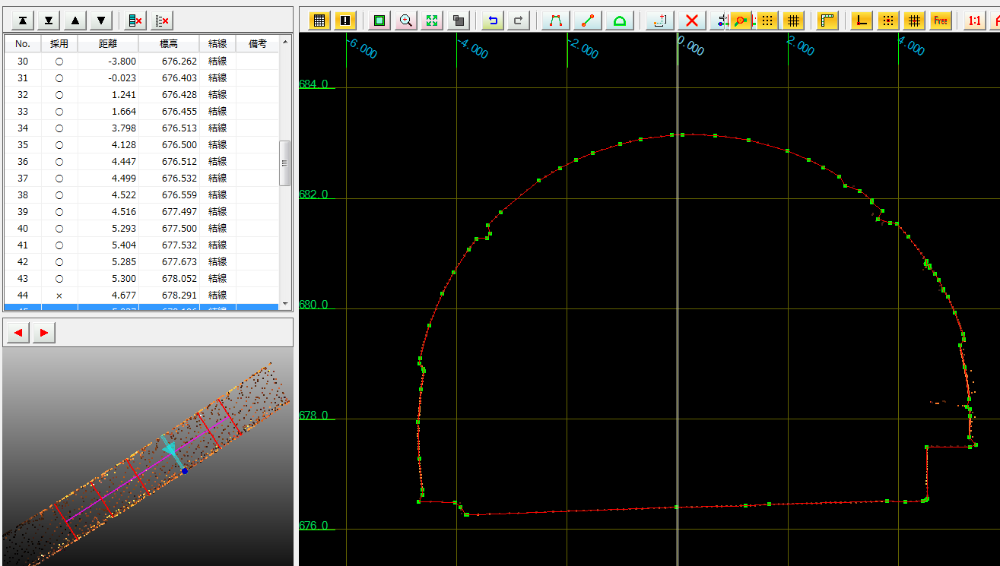 Free 1:1
No. 採用 距離 標高 結線 備考
30 ○ -3.800 676.262 結線
31 ○ -0.023 676.403 結線
32 ○ 1.241 676.428 結線
33 ○ 1.664 676.455 結線
34 ○ 3.798 676.513 結線
35 ○ 4.128 676.500 結線
36 ○ 4.447 676.512 結線
37 ○ 4.499 676.532 結線
38 ○ 4.522 676.559 結線
39 ○ 4.516 677.497 結線
40 ○ 5.293 677.500 結線
41 ○ 5.404 677.532 結線
42 ○ 5.285 677.673 結線
43 ○ 5.300 678.052 結線
44 × 4.677 678.291 結線
-6.000 -4.000 -2.000 0.000 2.000 4.000
684.0
682.0
680.0
678.0
676.0